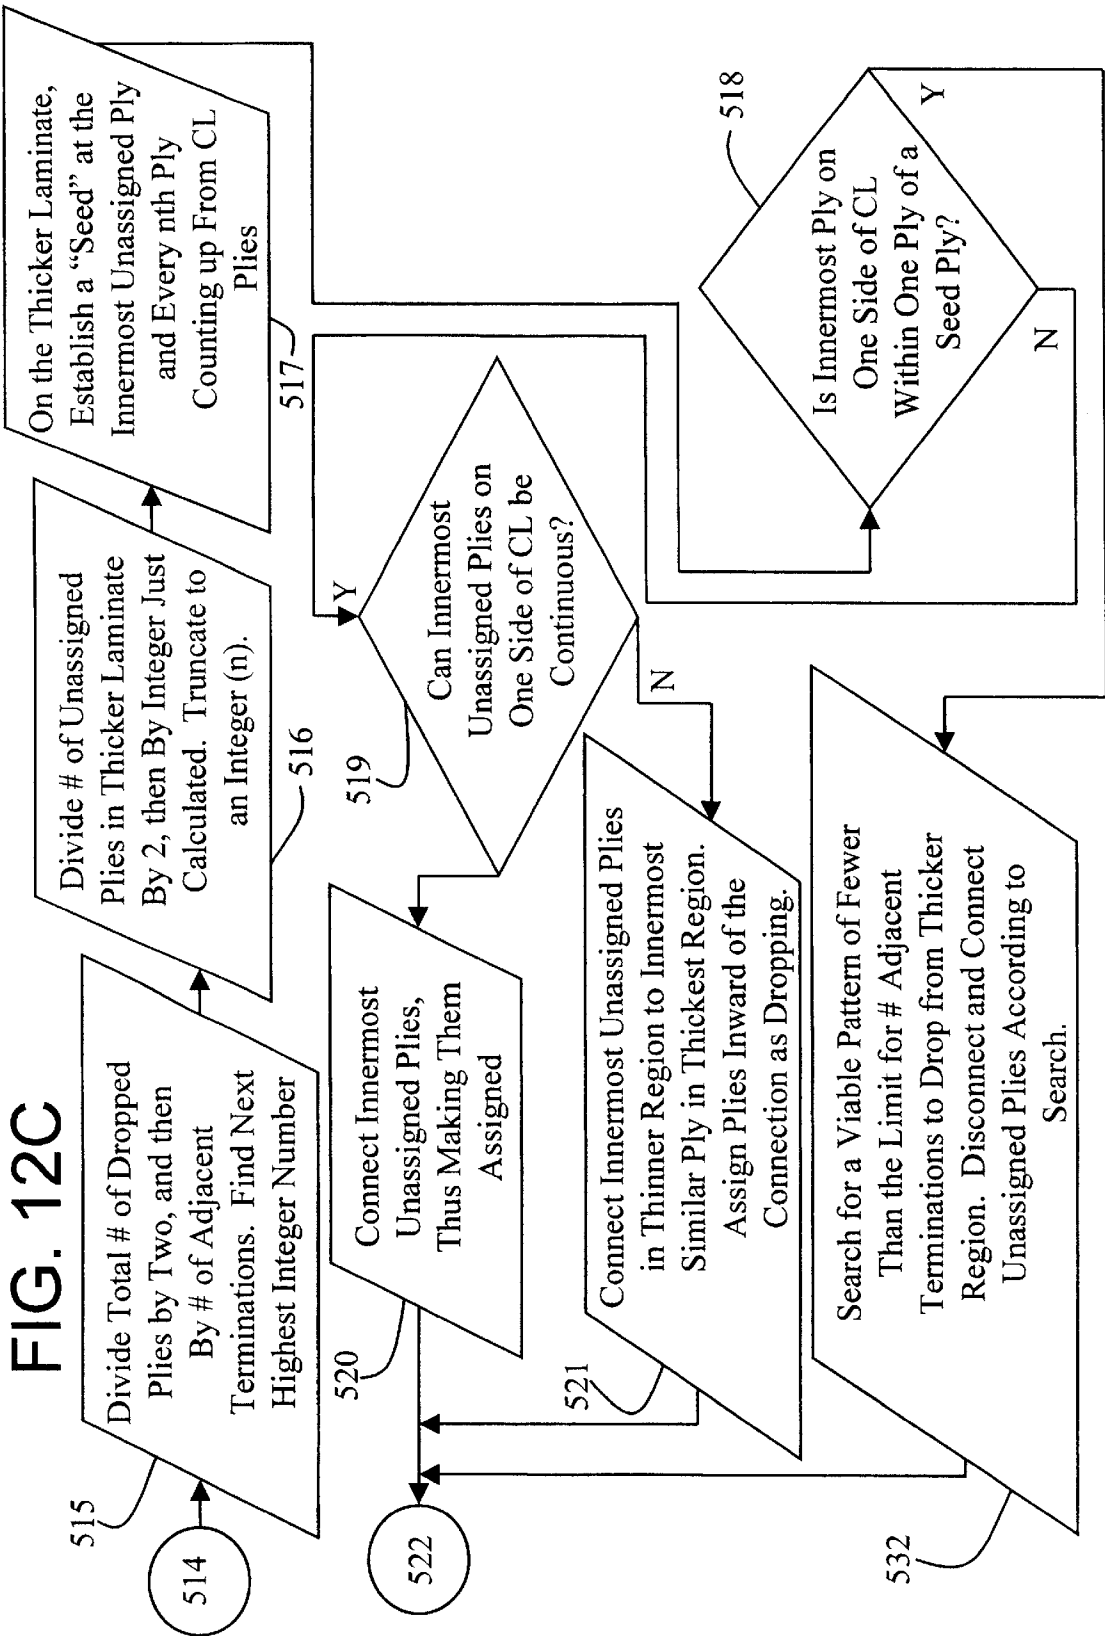 FIG. 12C
514
515
Divide Total # of Dropped
Plies by Two, and then
By # of Adjacent
Terminations. Find Next
Highest Integer Number
Divide # of Unassigned
Plies in Thicker Laminate
By 2, then By Integer Just
Calculated. Truncate to
an Integer (n).
516
On the Thicker Laminate,
Establish a “Seed” at the
Innermost Unassigned Ply
and Every nth Ply
Counting up From CL
Plies
517
518
Is Innermost Ply on
One Side of CL
Within One Ply of a
Seed Ply?
Y
N
519
Y
Can Innermost
Unassigned Plies on
One Side of CL be
Continuous?
N
520
Connect Innermost
Unassigned Plies,
Thus Making Them
Assigned
522
521
Connect Innermost Unassigned Plies
in Thinner Region to Innermost
Similar Ply in Thickest Region.
Assign Plies Inward of the
Connection as Dropping.
532
Search for a Viable Pattern of Fewer
Than the Limit for # Adjacent
Terminations to Drop from Thicker
Region. Disconnect and Connect
Unassigned Plies According to
Search.